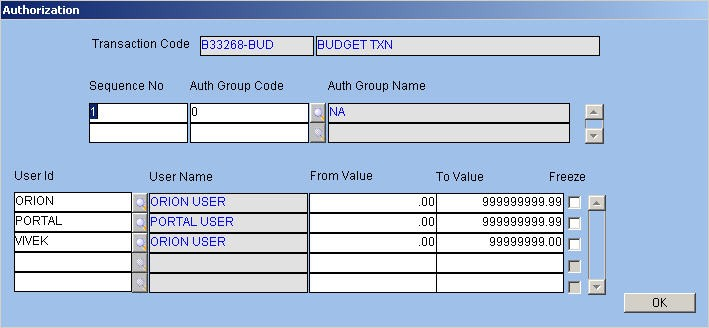 Authorization
Transaction Code B33268-BUD BUDGET TXN
Sequence No Auth Group Code Auth Group Name
1 0 NA
User Id User Name From Value To Value Freeze
ORION ORION USER .00 999999999.99
PORTAL PORTAL USER .00 999999999.99
VIVEK ORION USER .00 99999999.00
OK